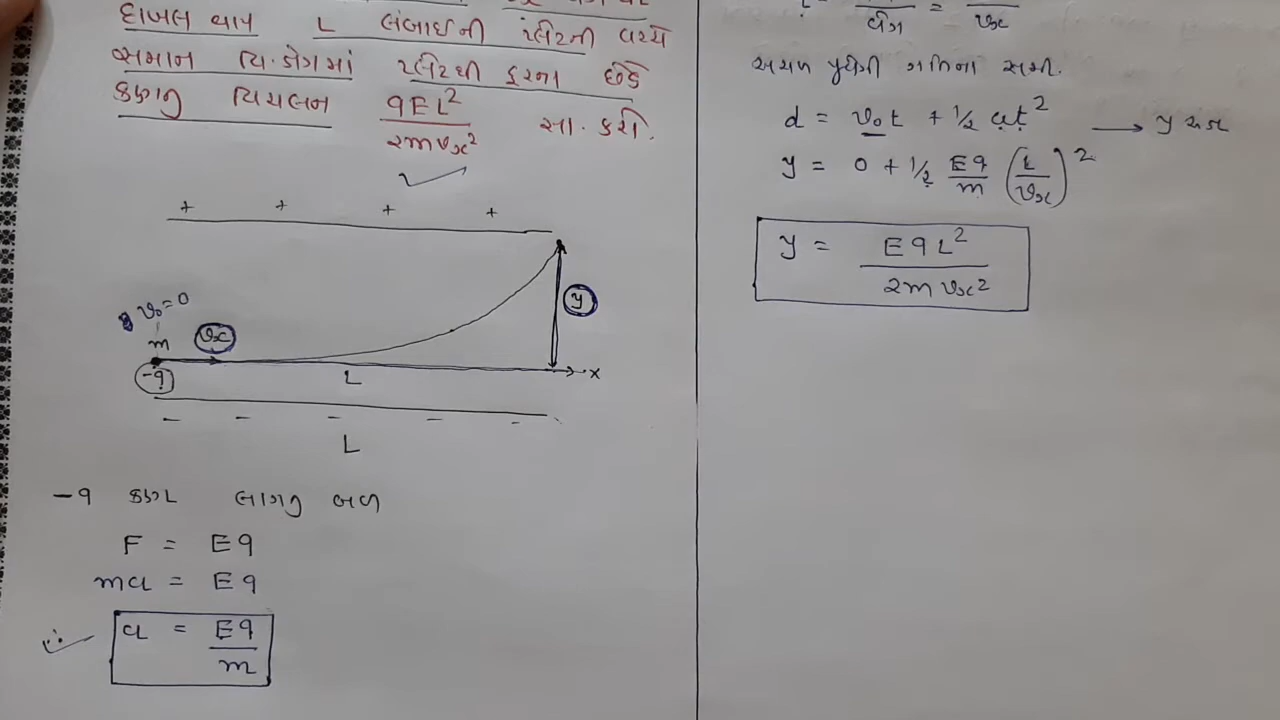 દાખલ થાય L લંબાઈની પ્લેટની વચ્ચે
સમાન વિ.ક્ષેત્રમાં પ્લેટથી દૂરના છેડે
કણનું વિચલન qEL²/2mvx² સા. કરો.
+ + + +
v₀=0
m
vx
-q
L
x
y
- - - - -
L
-q કણ પર લાગતું બળ
F = Eq
ma = Eq
∴ a = Eq/m
વેગ = vx
અચળ પ્રવેગી ગતિના સમી.
d = v₀t + 1/2 at² → y અક્ષ
y = 0 + 1/2 Eq/m (L/vx)²
y = EqL²/2mvx²